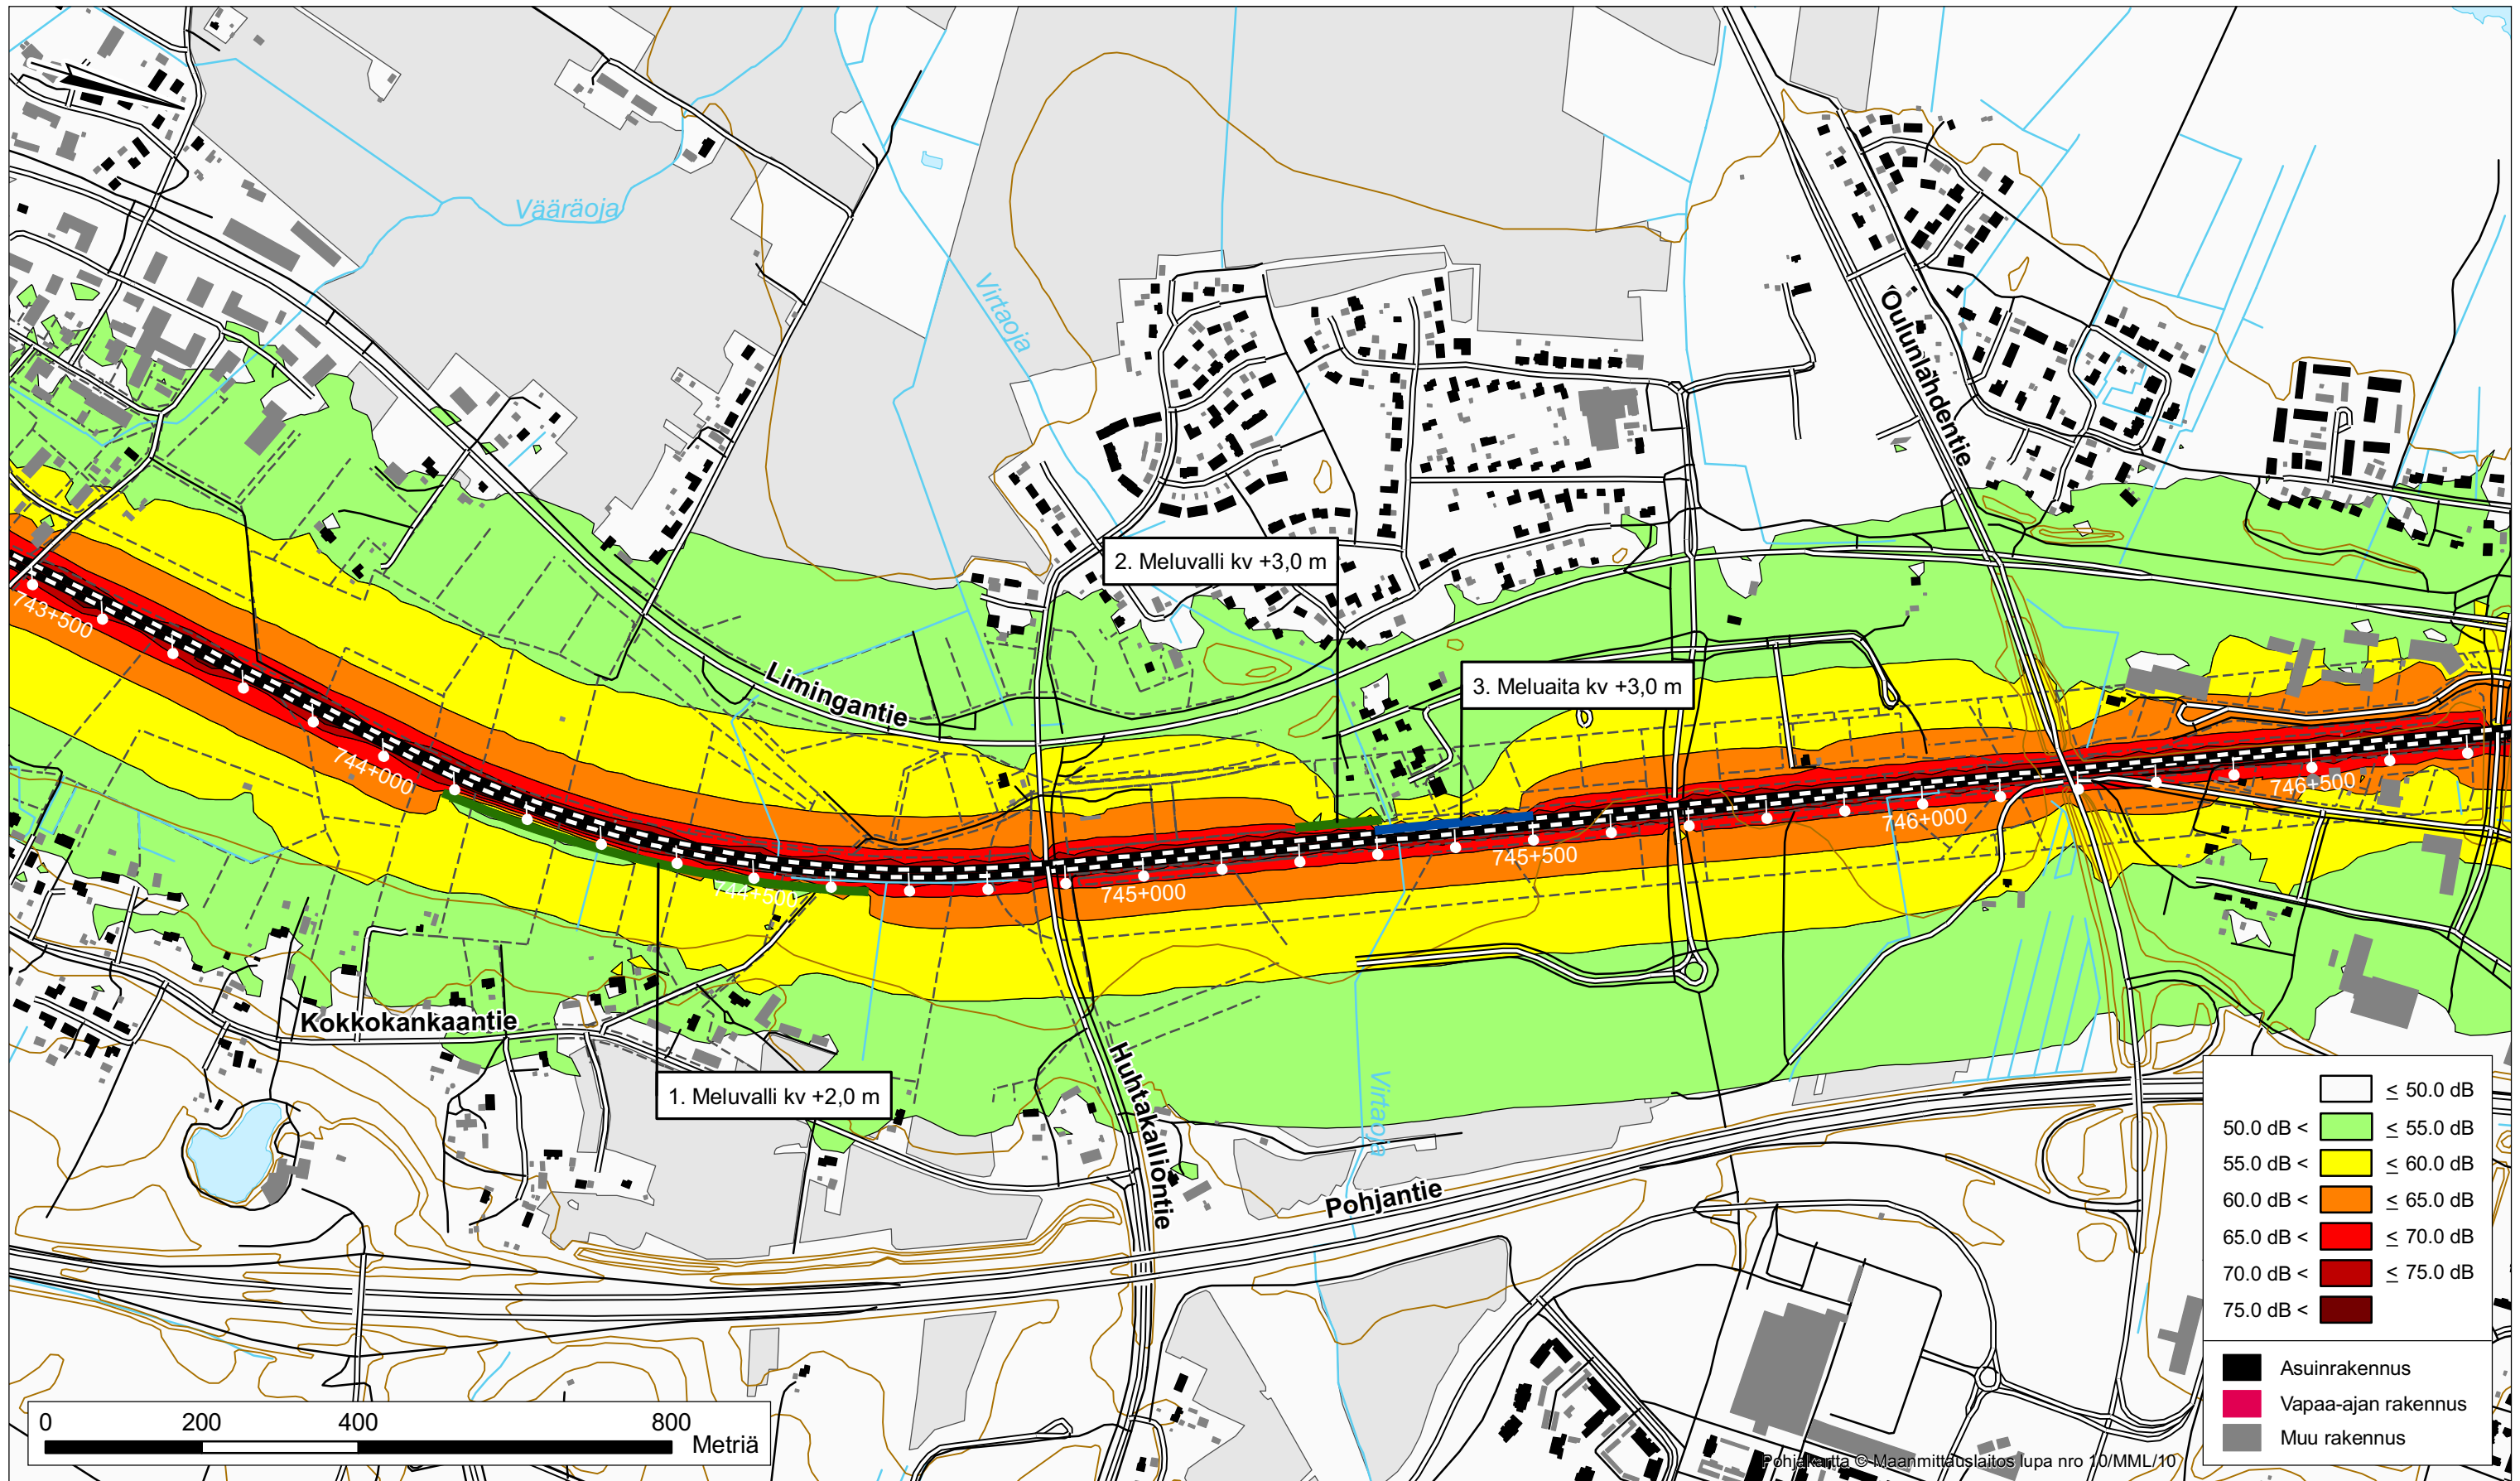 Vääräoja
Virtaoja
Oulunlahdentie
2. Meluvalli kv +3,0 m
743+500
3. Meluaita kv +3,0 m
Limingantie
744+000
746+500
746+000
745+500
744+500
745+000
Kokkokankaantie
Huhtakalliontie
1. Meluvalli kv +2,0 m
Virtaoja
Pohjantie
≤ 50.0 dB
50.0 dB < ≤ 55.0 dB
55.0 dB < ≤ 60.0 dB
60.0 dB < ≤ 65.0 dB
65.0 dB < ≤ 70.0 dB
70.0 dB < ≤ 75.0 dB
75.0 dB <
Asuinrakennus
Vapaa-ajan rakennus
Muu rakennus
0 200 400 800
Metriä
Pohjakartta © Maanmittauslaitos lupa nro 10/MML/10